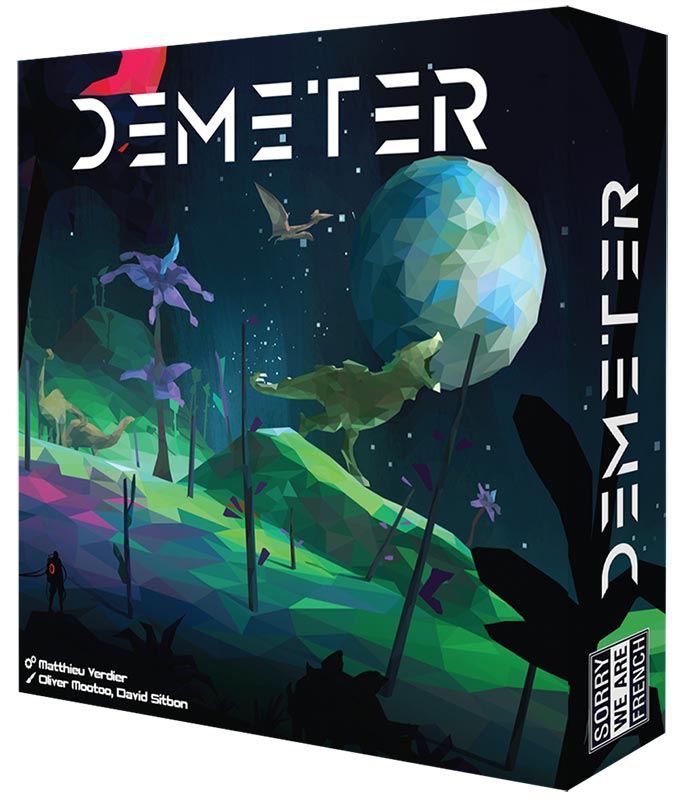 DEMETER
Matthieu Verdier
Oliver Mootoo, David Sitbon
DEMETER
SORRY
WE ARE
FRENCH